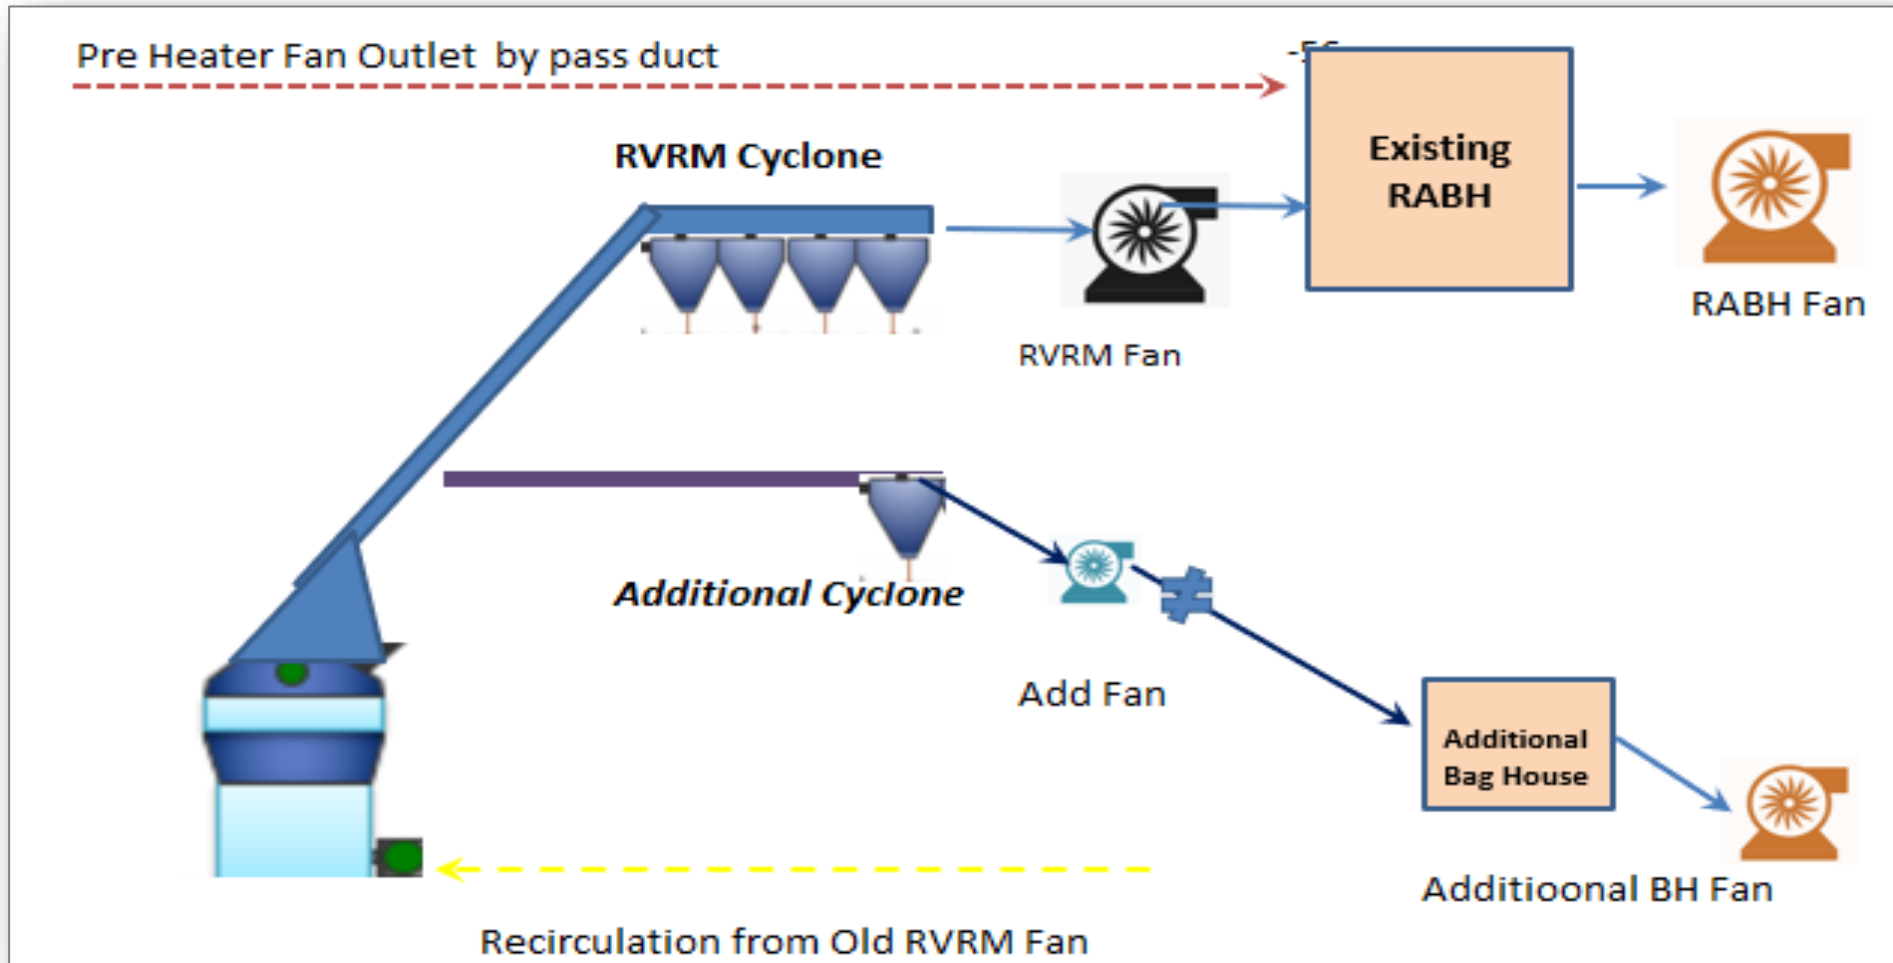 Pre Heater Fan Outlet by pass duct
RVRM Cyclone
Existing
RABH
RABH Fan
RVRM Fan
Additional Cyclone
Add Fan
Additional
Bag House
Additioonal BH Fan
Recirculation from Old RVRM Fan